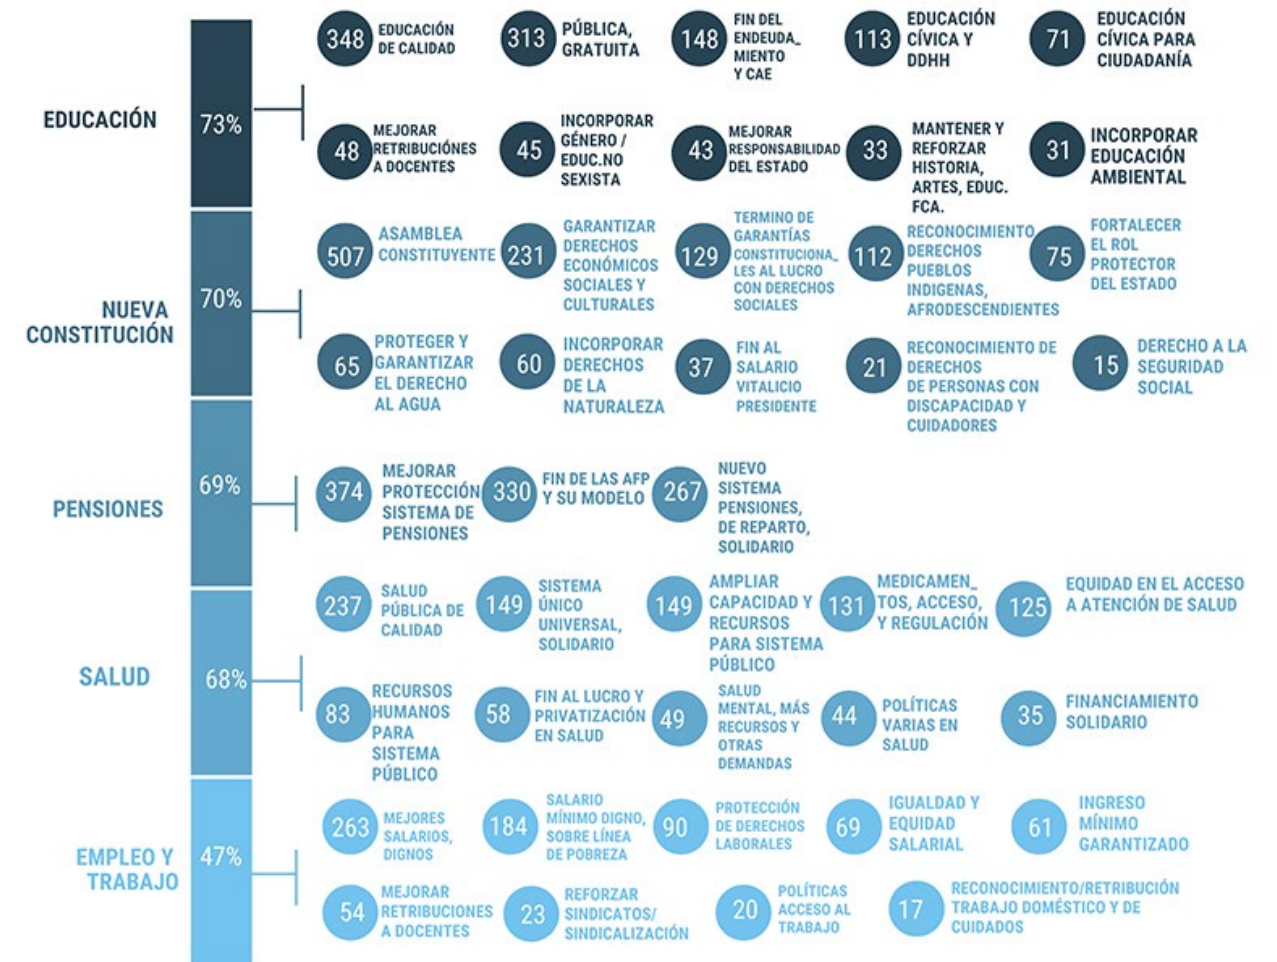 EDUCACIÓN
73%
348
EDUCACIÓN
DE CALIDAD
313
PÚBLICA,
GRATUITA
148
FIN DEL
ENDEUDA_
MIENTO
Y CAE
113
EDUCACIÓN
CÍVICA Y
DDHH
71
EDUCACIÓN
CÍVICA PARA
CIUDADANÍA
48
MEJORAR
RETRIBUCIÓNES
A DOCENTES
45
INCORPORAR
GÉNERO /
EDUC.NO
SEXISTA
43
MEJORAR
RESPONSABILIDAD
DEL ESTADO
33
MANTENER Y
REFORZAR
HISTORIA,
ARTES, EDUC.
FCA.
31
INCORPORAR
EDUCACIÓN
AMBIENTAL
NUEVA
CONSTITUCIÓN
70%
507
ASAMBLEA
CONSTITUYENTE
231
GARANTIZAR
DERECHOS
ECONÓMICOS
SOCIALES Y
CULTURALES
129
TERMINO DE
GARANTÍAS
CONSTITUCIONA_
LES AL LUCRO
CON DERECHOS
SOCIALES
112
RECONOCIMIENTO
DERECHOS
PUEBLOS
INDIGENAS,
AFRODESCENDIENTES
75
FORTALECER
EL ROL
PROTECTOR
DEL ESTADO
65
PROTEGER Y
GARANTIZAR
EL DERECHO
AL AGUA
60
INCORPORAR
DERECHOS
DE LA
NATURALEZA
37
FIN AL
SALARIO
VITALICIO
PRESIDENTE
21
RECONOCIMIENTO DE
DERECHOS
DE PERSONAS CON
DISCAPACIDAD Y
CUIDADORES
15
DERECHO A LA
SEGURIDAD
SOCIAL
PENSIONES
69%
374
MEJORAR
PROTECCIÓN
SISTEMA DE
PENSIONES
330
FIN DE LAS AFP
Y SU MODELO
267
NUEVO
SISTEMA
PENSIONES,
DE REPARTO,
SOLIDARIO
SALUD
68%
237
SALUD
PÚBLICA DE
CALIDAD
149
SISTEMA
ÚNICO
UNIVERSAL,
SOLIDARIO
149
AMPLIAR
CAPACIDAD Y
RECURSOS
PARA SISTEMA
PÚBLICO
131
MEDICAMEN_
TOS, ACCESO,
Y REGULACIÓN
125
EQUIDAD EN EL ACCESO
A ATENCIÓN DE SALUD
83
RECURSOS
HUMANOS
PARA
SISTEMA
PÚBLICO
58
FIN AL LUCRO Y
PRIVATIZACIÓN
EN SALUD
49
SALUD
MENTAL, MÁS
RECURSOS Y
OTRAS
DEMANDAS
44
POLÍTICAS
VARIAS EN
SALUD
35
FINANCIAMIENTO
SOLIDARIO
EMPLEO Y
TRABAJO
47%
263
MEJORES
SALARIOS,
DIGNOS
184
SALARIO
MÍNIMO DIGNO,
SOBRE LÍNEA
DE POBREZA
90
PROTECCIÓN
DE DERECHOS
LABORALES
69
IGUALDAD Y
EQUIDAD
SALARIAL
61
INGRESO
MÍNIMO
GARANTIZADO
54
MEJORAR
RETRIBUCIONES
A DOCENTES
23
REFORZAR
SINDICATOS/
SINDICALIZACIÓN
20
POLÍTICAS
ACCESO AL
TRABAJO
17
RECONOCIMIENTO/RETRIBUCIÓN
TRABAJO DOMÉSTICO Y DE
CUIDADOS